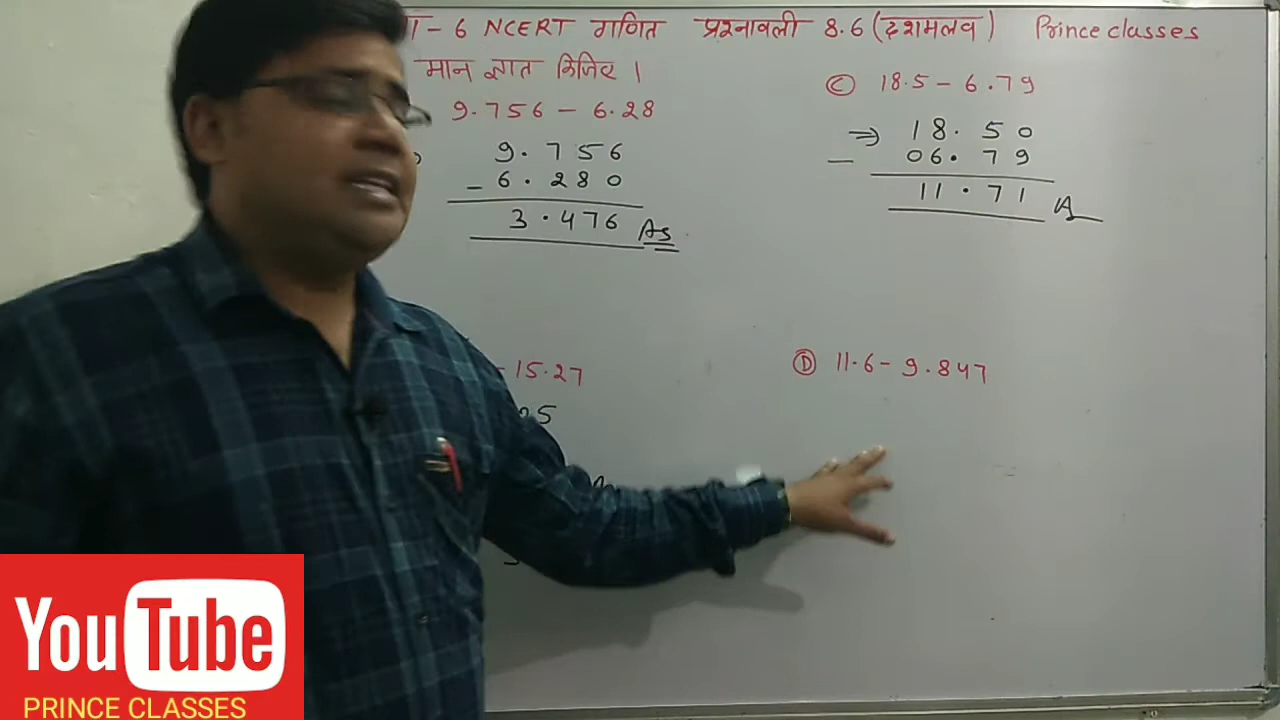 - 6 NCERT गणित प्रश्नावली 8.6 (दशमलव) Prince classes
मान ज्ञात किजिए ।
9.756 - 6.28
9.756
- 6.280
3.476 As
Ⓒ 18.5 - 6.79
⇒ 18.50
- 06.79
11.71 A
- 15.27
5
Ⓓ 11.6 - 9.847
YouTube
PRINCE CLASSES